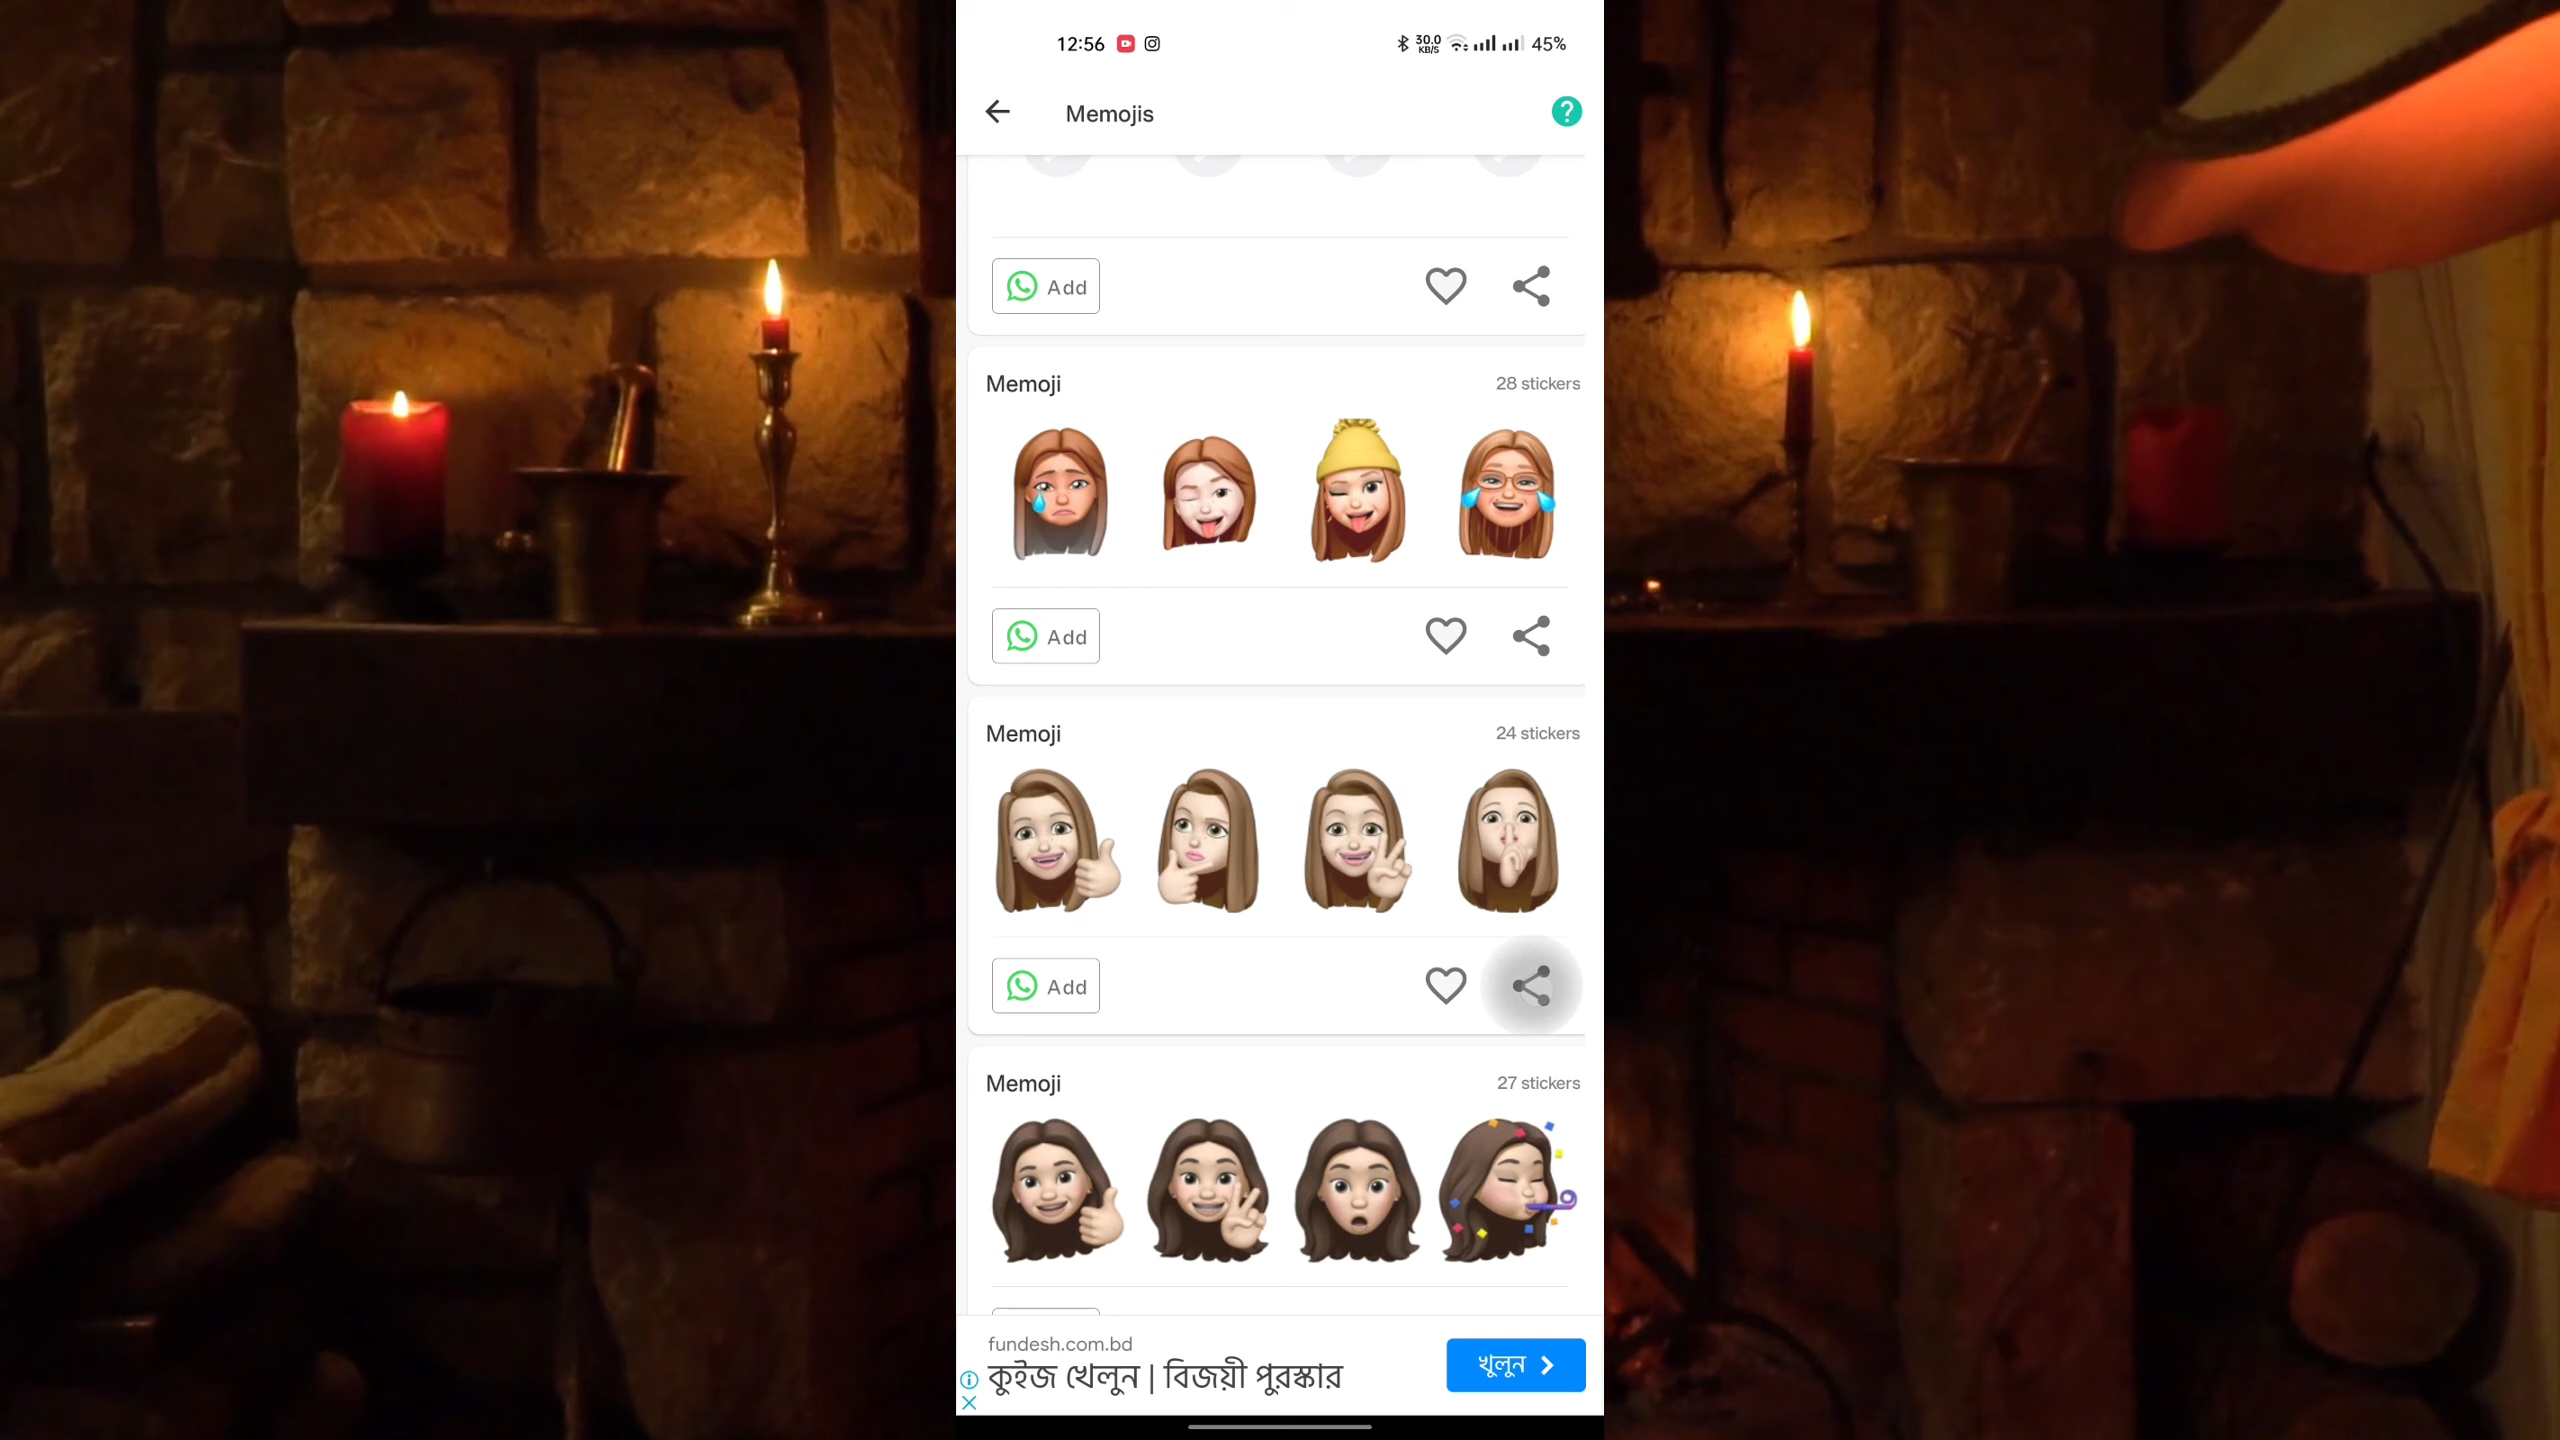 12:56 30.0 KB/S 45%
Memojis ?
Add
Memoji 28 stickers
Add
Memoji 24 stickers
Add
Memoji 27 stickers
fundesh.com.bd
কুইজ খেলুন | বিজয়ী পুরস্কার
খুলুন